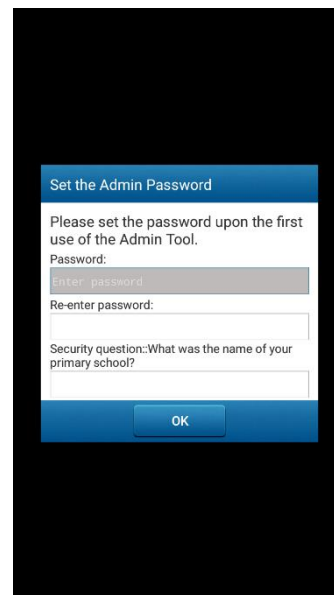 Set the Admin Password
Please set the password upon the first
use of the Admin Tool.
Password:
Enter password
Re-enter password:
Security question::What was the name of your
primary school?
OK